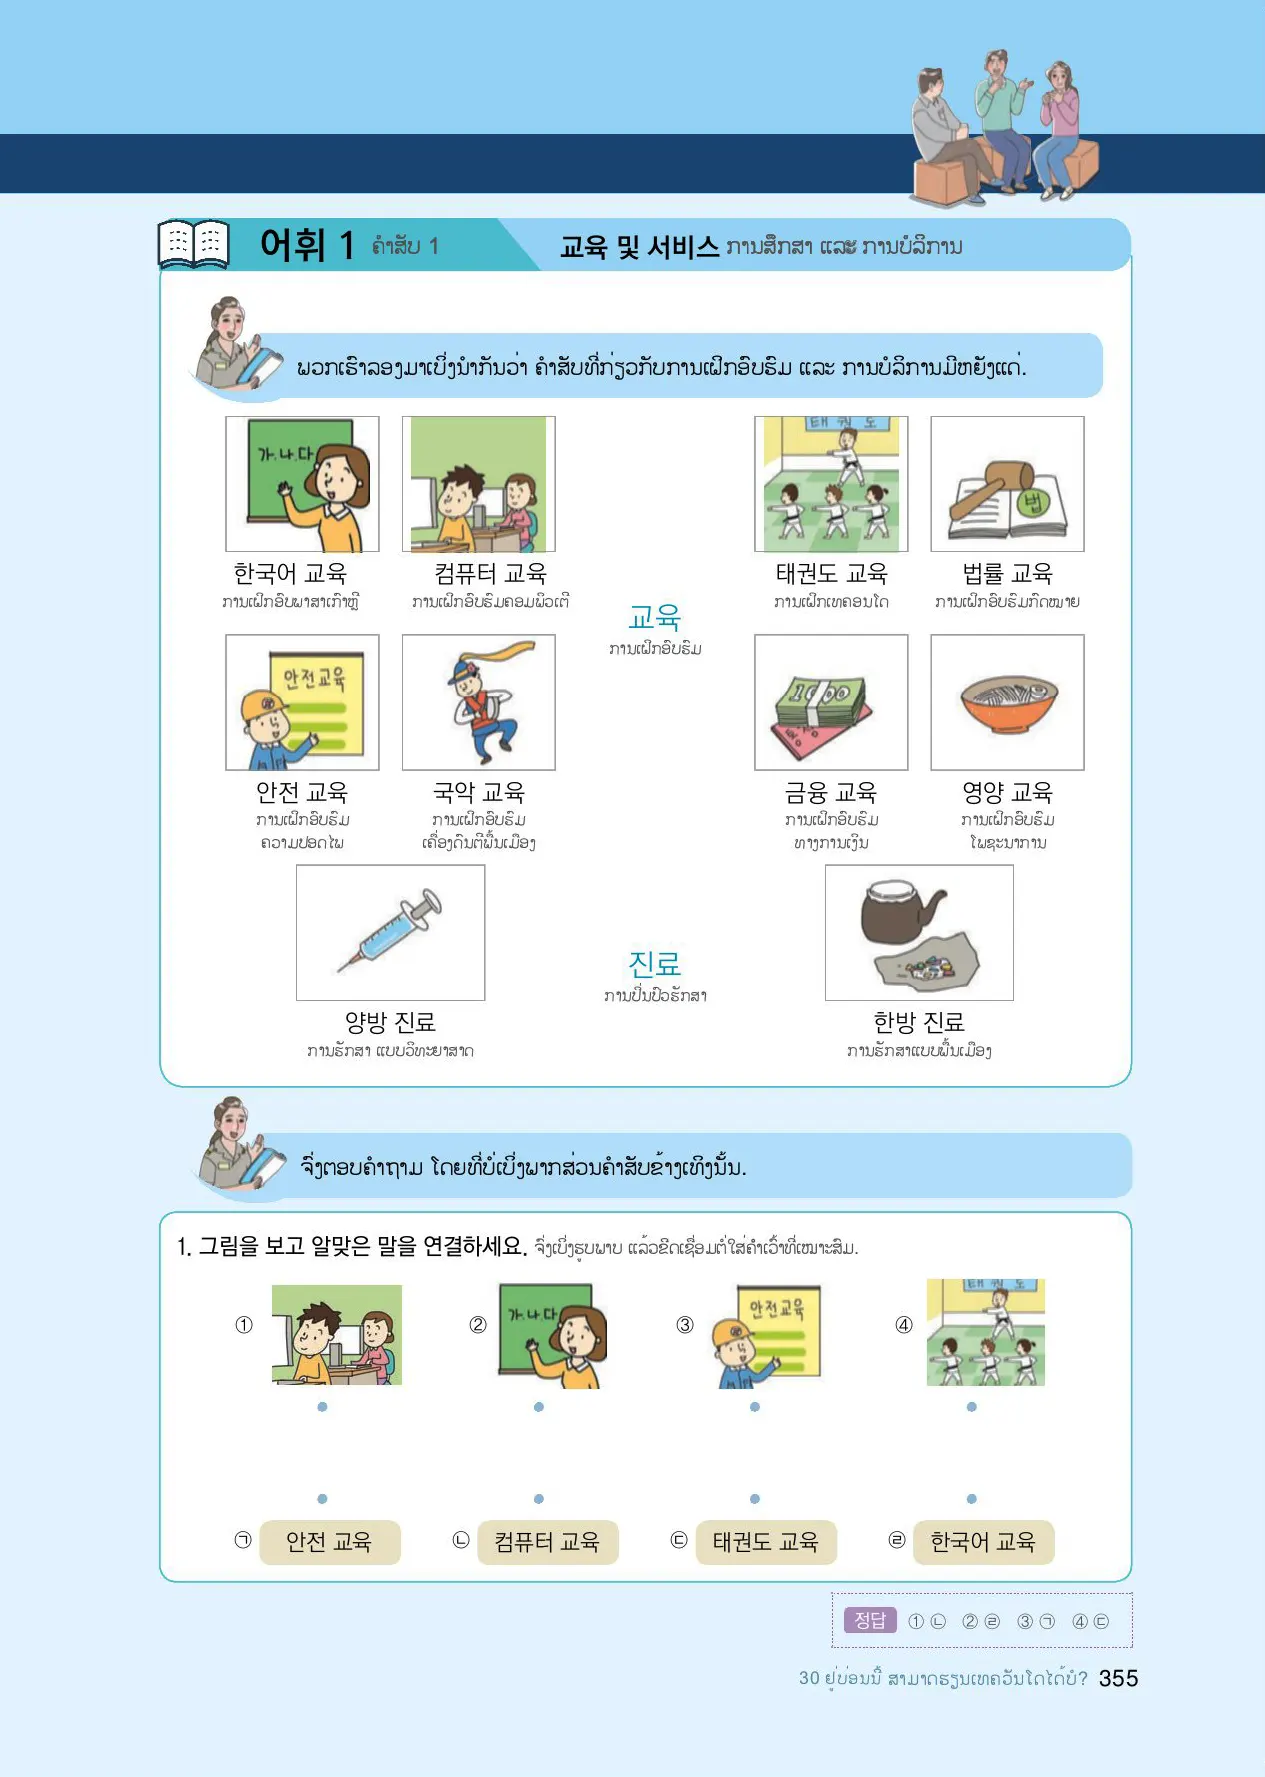 어휘 1 ຄຳສັບ 1 교육 및 서비스 ການສຶກສາ ແລະ ການບໍລິການ
ພວກເຮົາລອງມາເບິ່ງນຳກັນວ່າ ຄຳສັບທີ່ກ່ຽວກັບການເຝິກອົບຮົມ ແລະ ການບໍລິການມີຫຍັງແດ່.
가.나.다
태 권 도
법
한국어 교육 컴퓨터 교육 태권도 교육 법률 교육
ການເຝິກອົບພາສາເກົາຫຼີ ການເຝິກອົບຮົມຄອມພິວເຕີ ການເຝິກເທຄອນໂດ ການເຝິກອົບຮົມກົດໝາຍ
교육
ການເຝິກອົບຮົມ
안전교육
1000
안전 교육 국악 교육 금융 교육 영양 교육
ການເຝິກອົບຮົມ ການເຝິກອົບຮົມ ການເຝິກອົບຮົມ ການເຝິກອົບຮົມ
ຄວາມປອດໄພ ເຄື່ອງດົນຕີພື້ນເມືອງ ທາງການເງິນ ໂພຊະນາການ
진료
ການປິ່ນປົວຮັກສາ
양방 진료 한방 진료
ການຮັກສາ ແບບວິທະຍາສາດ ການຮັກສາແບບພື້ນເມືອງ
ຈົ່ງຕອບຄຳຖາມ ໂດຍທີ່ບໍ່ເບິ່ງພາກສ່ວນຄຳສັບຂ້າງເທິງນັ້ນ.
1. 그림을 보고 알맞은 말을 연결하세요. ຈົ່ງເບິ່ງຮູບພາບ ແລ້ວຂີດເຊື່ອມຕໍ່ໃສ່ຄຳເວົ້າທີ່ເໝາະສົມ.
① ② ③ ④
가.나.다
안전교육
태 권 도
㉠ 안전 교육 ㉡ 컴퓨터 교육 ㉢ 태권도 교육 ㉣ 한국어 교육
정답 ① ㉡ ② ㉣ ③ ㉠ ④ ㉢
30 ຢູ່ບ່ອນນີ້ ສາມາດຮຽນເທຄວັນໂດໄດ້ບໍ? 355